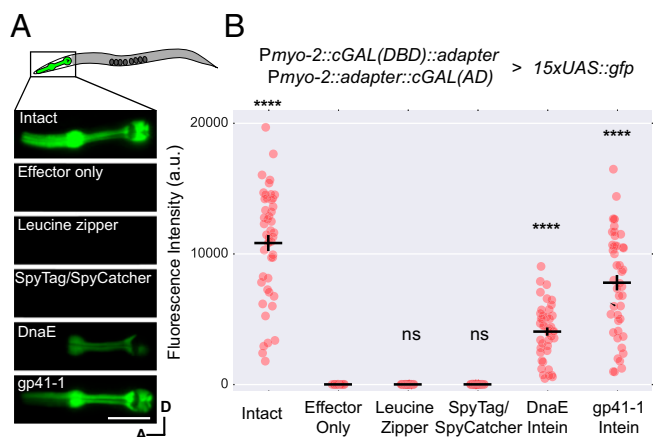 A
Intact
Effector only
Leucine zipper
SpyTag/SpyCatcher
DnaE
gp41-1
D
A
B
Pmyo-2::cGAL(DBD)::adapter
Pmyo-2::adapter::cGAL(AD)
> 15xUAS::gfp
Fluorescence Intensity (a.u.)
20000
10000
0
****
ns
ns
****
****
Intact
Effector Only
Leucine Zipper
SpyTag/ SpyCatcher
DnaE Intein
gp41-1 Intein